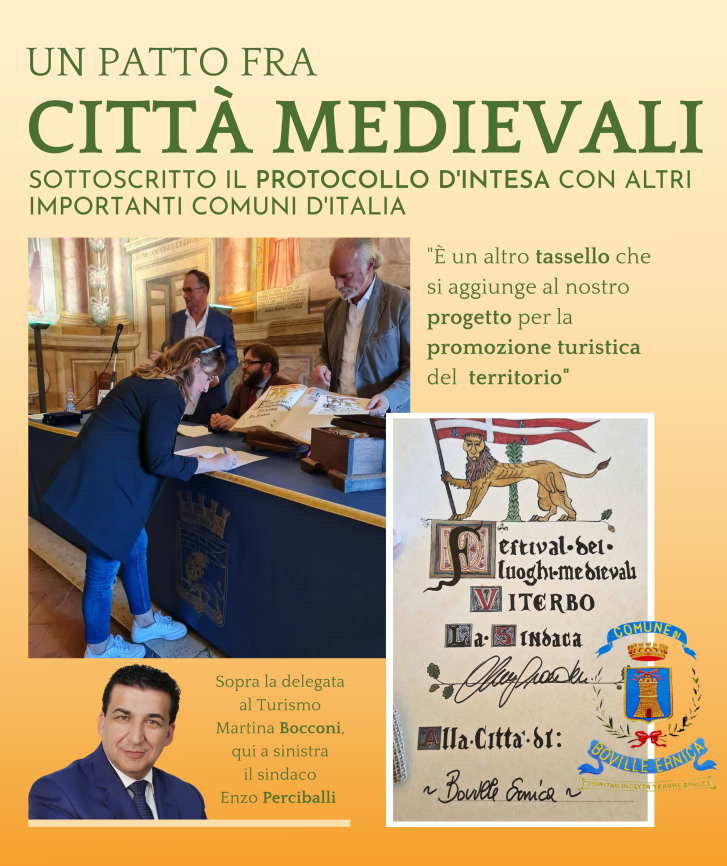 UN PATTO FRA
CITTÀ MEDIEVALI
SOTTOSCRITTO IL PROTOCOLLO D'INTESA CON ALTRI
IMPORTANTI COMUNI D'ITALIA
"È un altro tassello che
si aggiunge al nostro
progetto per la
promozione turistica
del territorio"
Festival·dei·
luoghi·medievali
VITERBO
La·Sindaca
Alla·Citta'·di:
~ Boville Ernica ~
COMUNE DI
BOVILLE ERNICA
Sopra la delegata
al Turismo
Martina Bocconi,
qui a sinistra
il sindaco
Enzo Perciballi